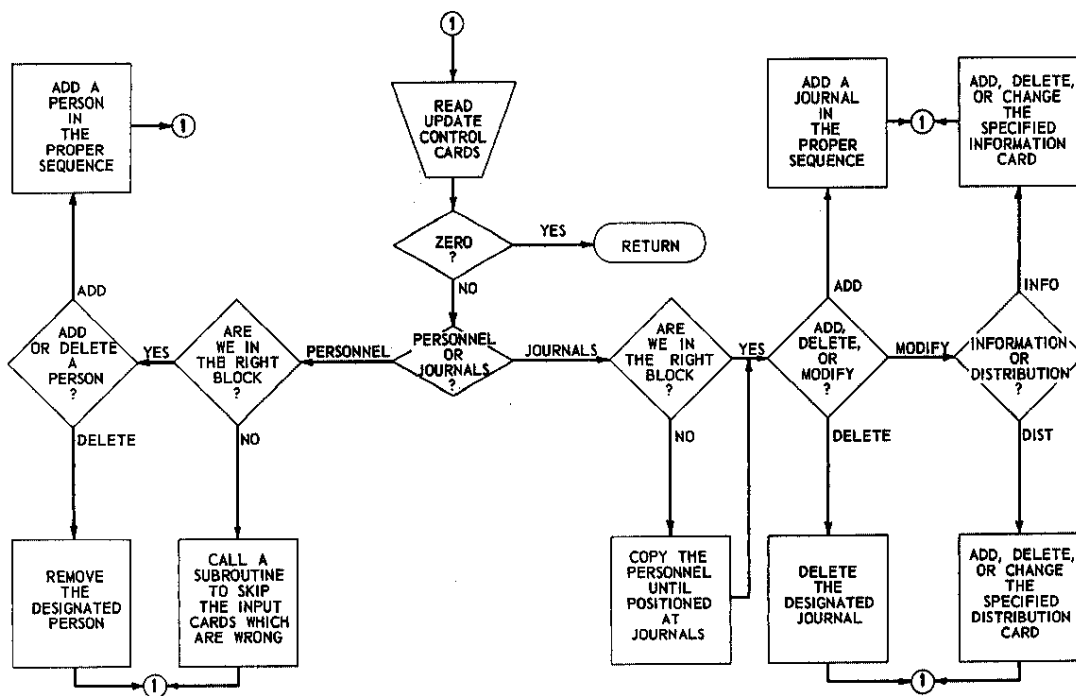 1
READ
UPDATE
CONTROL
CARDS
ZERO
?
YES
RETURN
NO
PERSONNEL
OR
JOURNALS
?
PERSONNEL
ARE
WE IN
THE RIGHT
BLOCK
?
YES
ADD
OR DELETE
A
PERSON
?
ADD
ADD A
PERSON
IN
THE
PROPER
SEQUENCE
1
DELETE
REMOVE
THE
DESIGNATED
PERSON
NO
CALL A
SUBROUTINE
TO SKIP
THE INPUT
CARDS WHICH
ARE WRONG
1
JOURNALS
ARE
WE IN
THE RIGHT
BLOCK
?
YES
NO
COPY THE
PERSONNEL
UNTIL
POSITIONED
AT
JOURNALS
ADD,
DELETE,
OR
MODIFY
?
ADD
ADD A
JOURNAL
IN
THE
PROPER
SEQUENCE
1
DELETE
DELETE
THE
DESIGNATED
JOURNAL
MODIFY
INFORMATION
OR
DISTRIBUTION
?
INFO
ADD, DELETE,
OR CHANGE
THE
SPECIFIED
INFORMATION
CARD
DIST
ADD, DELETE,
OR CHANGE
THE
SPECIFIED
DISTRIBUTION
CARD
1